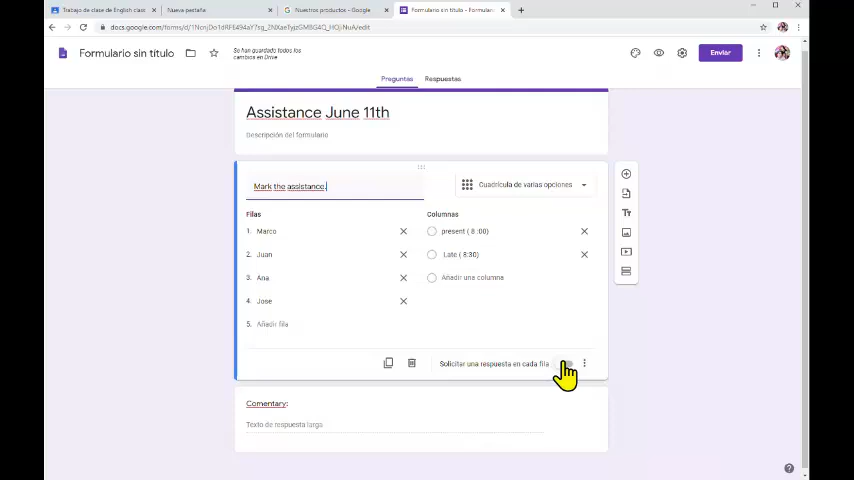 Trabajo de clase de English class
Nueva pestaña
Nuestros productos - Google
Formulario sin título - Formular
Formulario sin título
Se han guardado todos los
cambios en Drive
Enviar
Preguntas
Respuestas
Assistance June 11th
Descripción del formulario
Mark the assistance.
Cuadrícula de varias opciones
Filas
Columnas
1. Marco
present ( 8 :00)
2. Juan
Late ( 8:30)
3. Ana
Añadir una columna
4. Jose
5. Añadir fila
Solicitar una respuesta en cada fila
Comentary:
Texto de respuesta larga